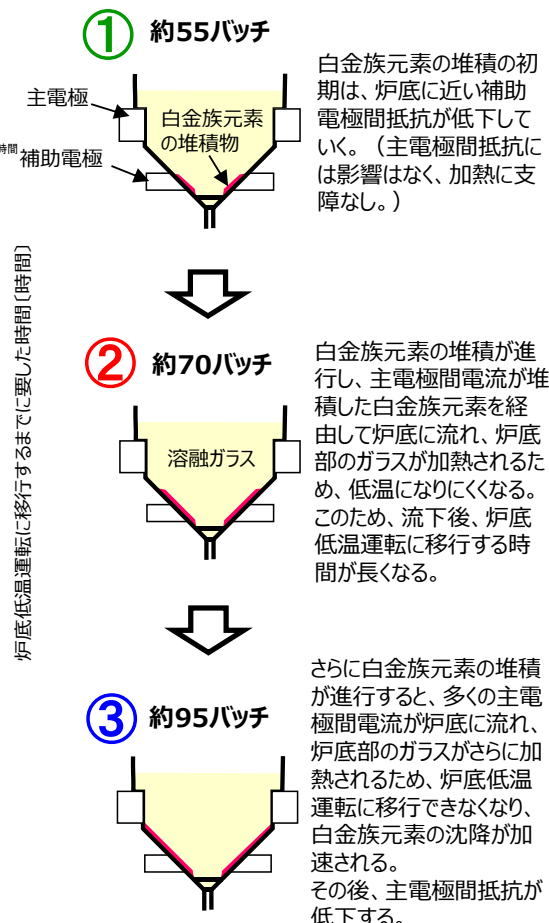 ① 約55バッチ
主電極
白金族元素
の堆積物
時間
補助電極
白金族元素の堆積の初
期は、炉底に近い補助
電極間抵抗が低下して
いく。（主電極間抵抗に
は影響はなく、加熱に支
障なし。）
炉底低温運転に移行するまでに要した時間〔時間〕
② 約70バッチ
溶融ガラス
白金族元素の堆積が進
行し、主電極間電流が堆
積した白金族元素を経
由して炉底に流れ、炉底
部のガラスが加熱されるた
め、低温になりにくくなる。
このため、流下後、炉底
低温運転に移行する時
間が長くなる。
③ 約95バッチ
さらに白金族元素の堆積
が進行すると、多くの主電
極間電流が炉底に流れ、
炉底部のガラスがさらに加
熱されるため、炉底低温
運転に移行できなくなり、
白金族元素の沈降が加
速される。
その後、主電極間抵抗が
低下する。